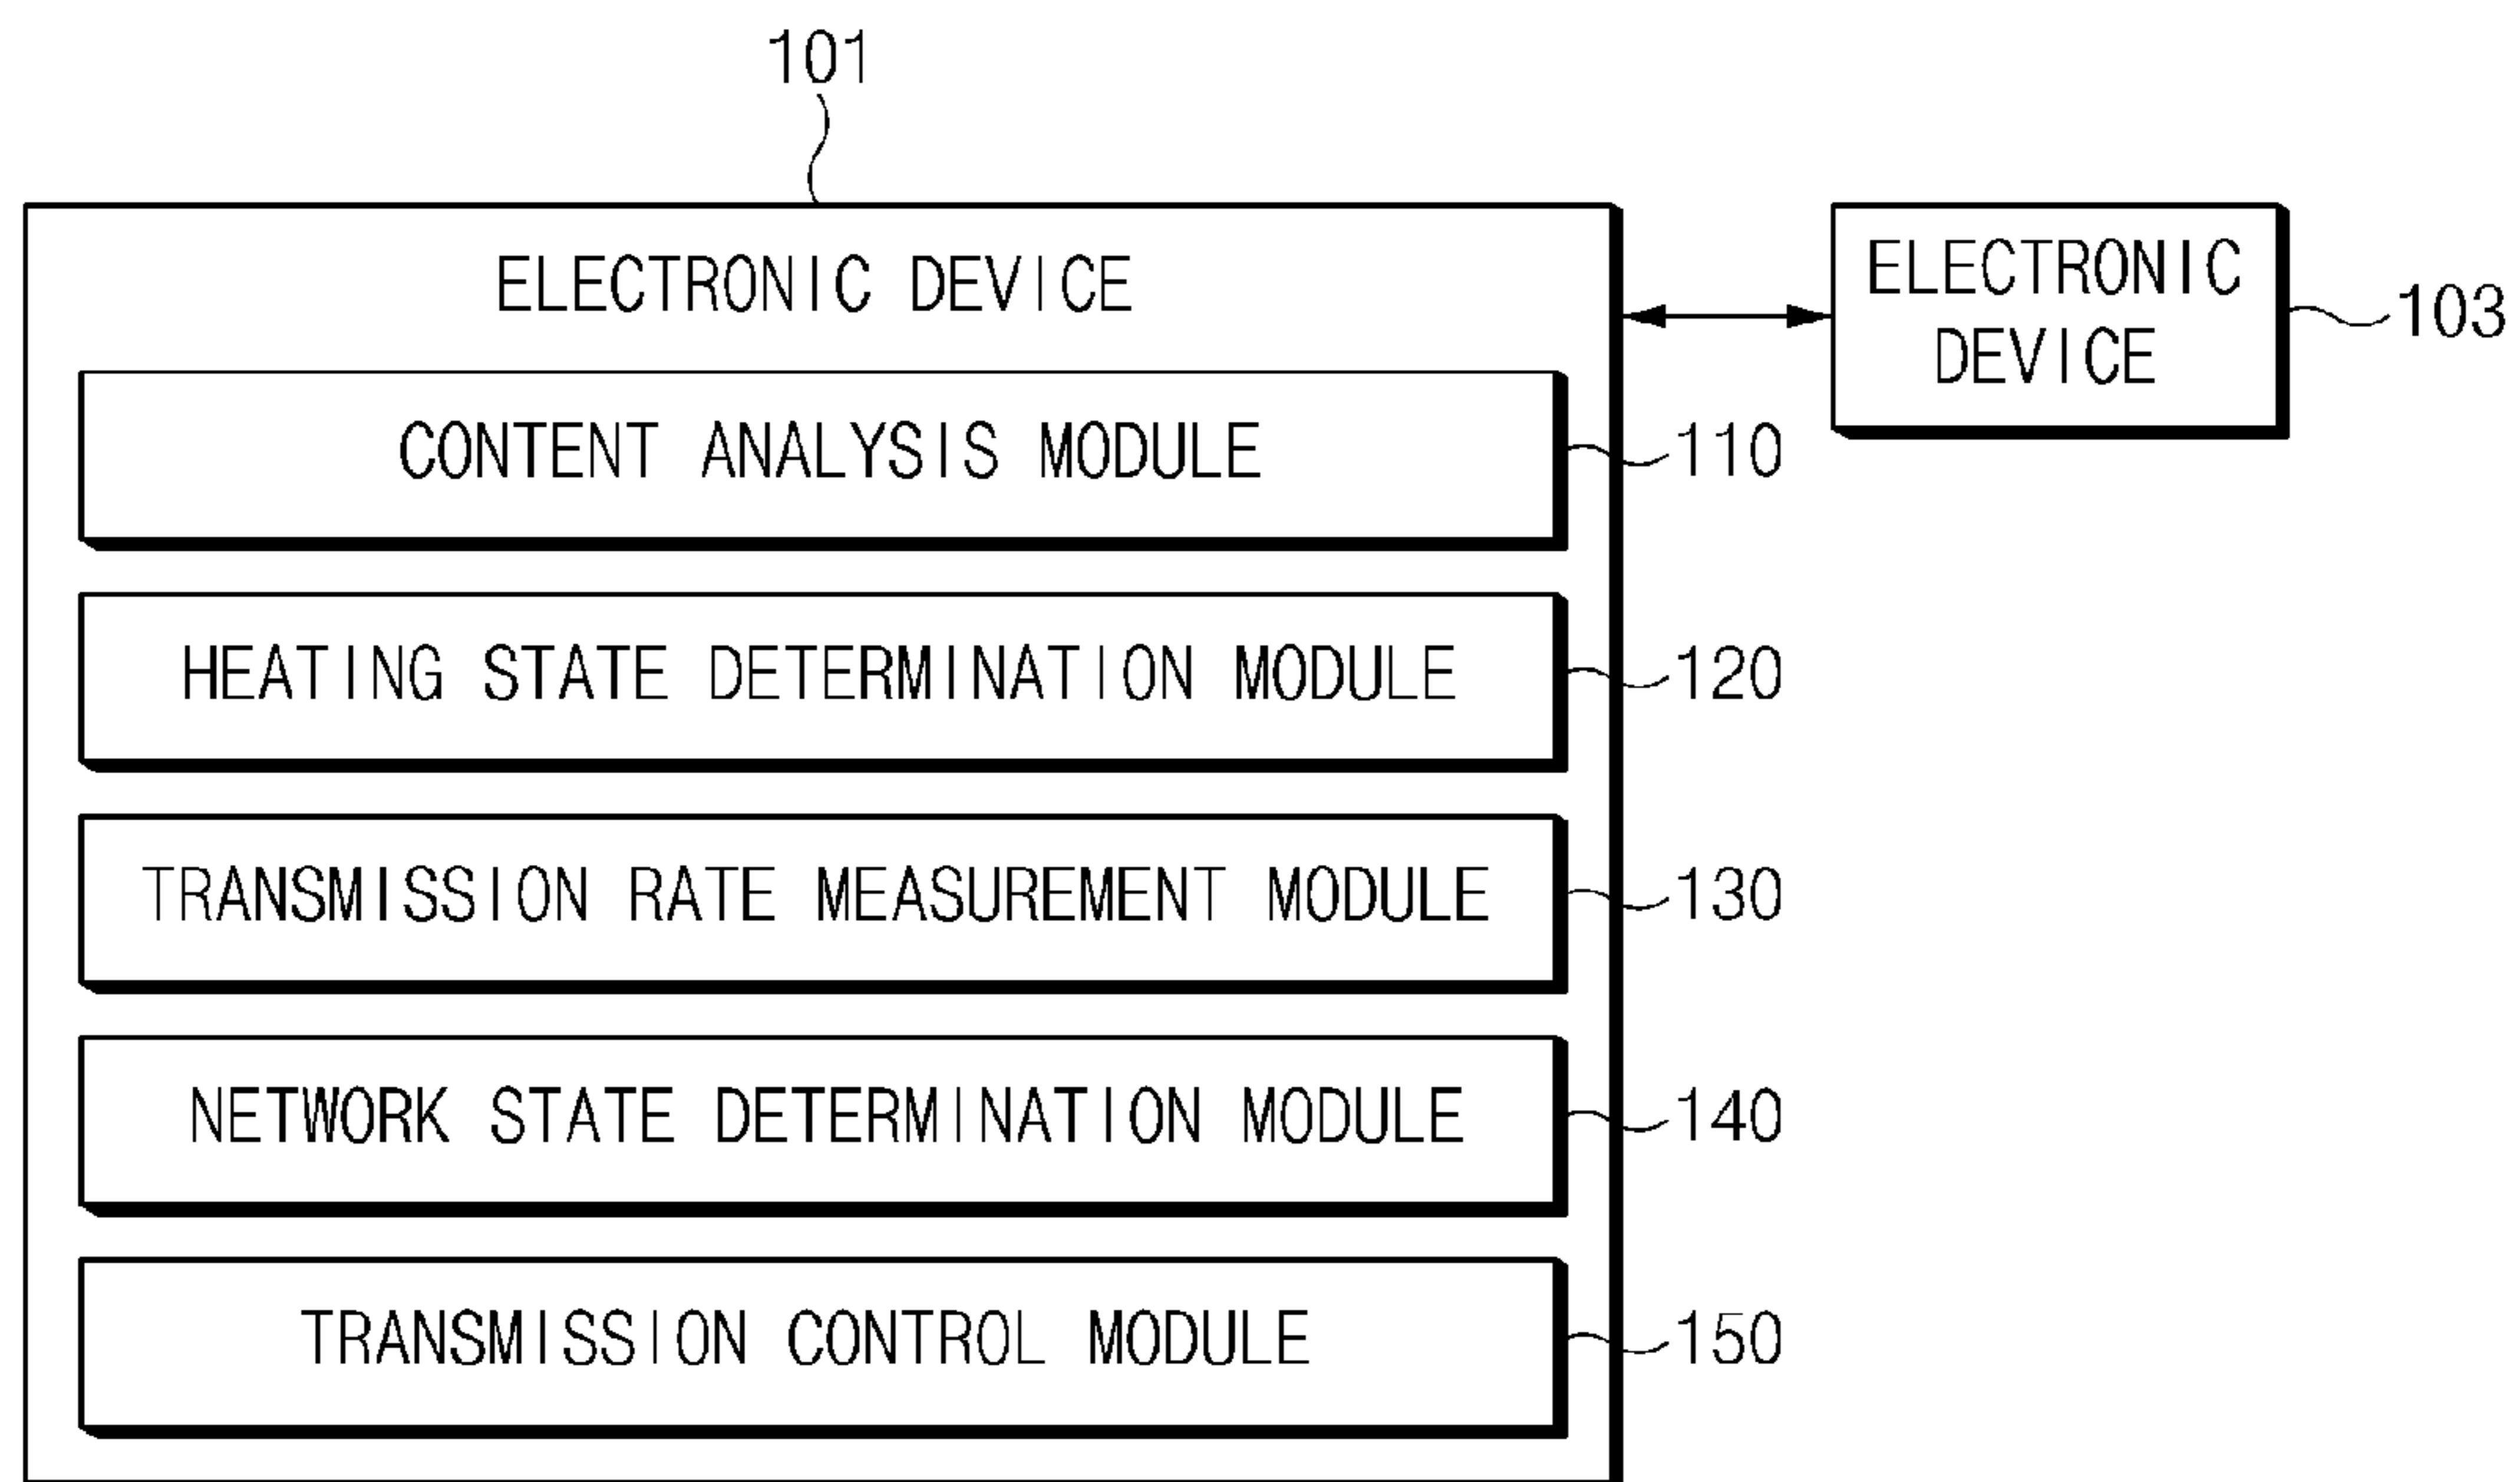 101
ELECTRONIC DEVICE
ELECTRONIC
DEVICE
103
CONTENT ANALYSIS MODULE
110
HEATING STATE DETERMINATION MODULE
120
TRANSMISSION RATE MEASUREMENT MODULE
130
NETWORK STATE DETERMINATION MODULE
140
TRANSMISSION CONTROL MODULE
150